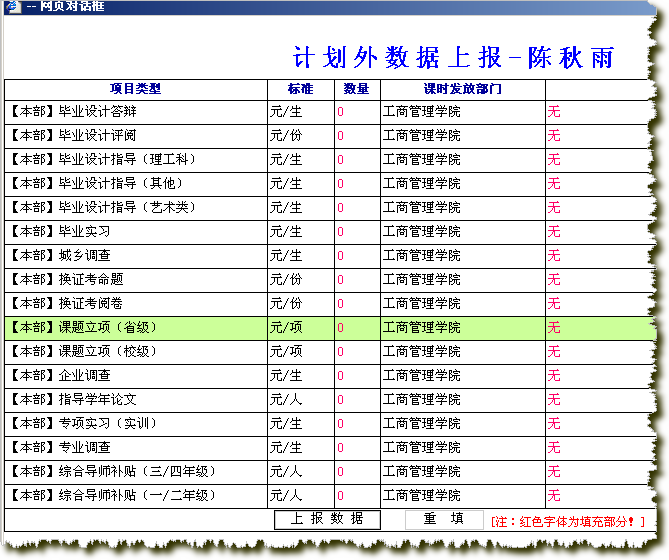 -- 网页对话框
计划外数据上报-陈秋雨
项目类型 标准 数量 课时发放部门
【本部】毕业设计答辩 元/生 0 工商管理学院 无
【本部】毕业设计评阅 元/份 0 工商管理学院 无
【本部】毕业设计指导（理工科） 元/生 0 工商管理学院 无
【本部】毕业设计指导（其他） 元/生 0 工商管理学院 无
【本部】毕业设计指导（艺术类） 元/生 0 工商管理学院 无
【本部】毕业实习 元/生 0 工商管理学院 无
【本部】城乡调查 元/生 0 工商管理学院 无
【本部】换证考命题 元/份 0 工商管理学院 无
【本部】换证考阅卷 元/份 0 工商管理学院 无
【本部】课题立项（省级） 元/项 0 工商管理学院 无
【本部】课题立项（校级） 元/项 0 工商管理学院 无
【本部】企业调查 元/生 0 工商管理学院 无
【本部】指导学年论文 元/人 0 工商管理学院 无
【本部】专项实习（实训） 元/生 0 工商管理学院 无
【本部】专业调查 元/生 0 工商管理学院 无
【本部】综合导师补贴（三/四年级） 元/人 0 工商管理学院 无
【本部】综合导师补贴（一/二年级） 元/人 0 工商管理学院 无
上报数据 重 填 [注：红色字体为填充部分！]